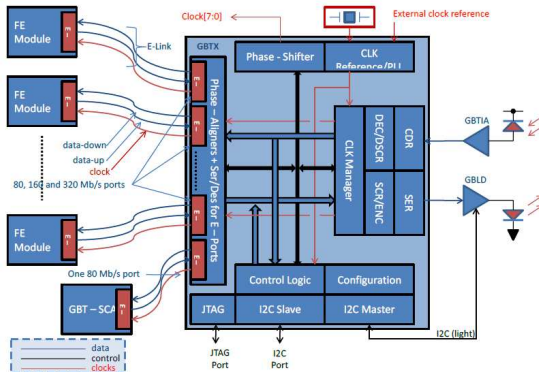 FE Module
E –
E-Link
Clock[7:0]
External clock reference
GBTX
E –
Phase - Shifter
CLK Reference/PLL
FE Module
E –
E –
data-down
data-up
clock
80, 160 and 320 Mb/s ports
Phase – Aligners + Ser/Des for E – Ports
CLK Manager
DEC/DSCR
CDR
GBTIA
SCR/ENC
SER
GBLD
FE Module
E –
E –
E –
One 80 Mb/s port
GBT – SCA
E –
Control Logic
Configuration
JTAG
I2C Slave
I2C Master
I2C (light)
data
control
clocks
JTAG Port
I2C Port